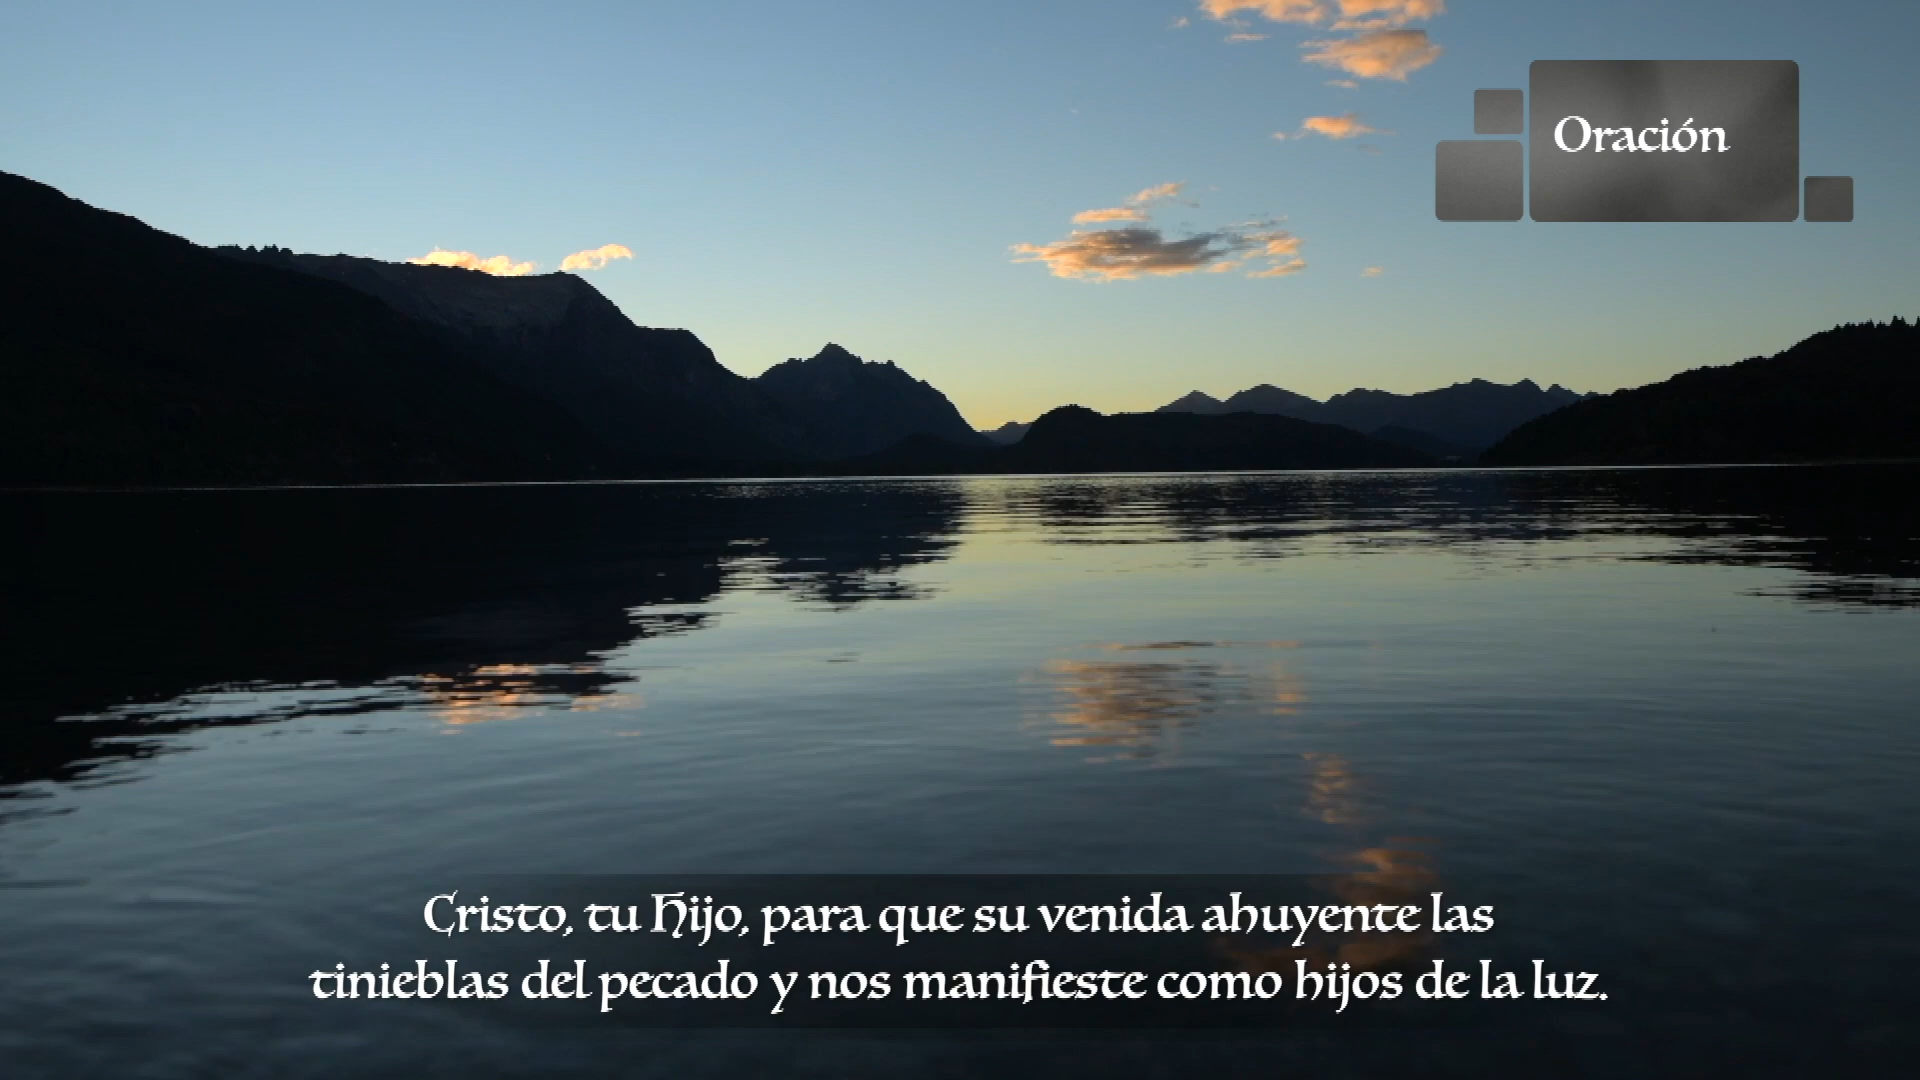 Oración
Cristo, tu Hijo, para que su venida ahuyente las
tinieblas del pecado y nos manifieste como hijos de la luz.